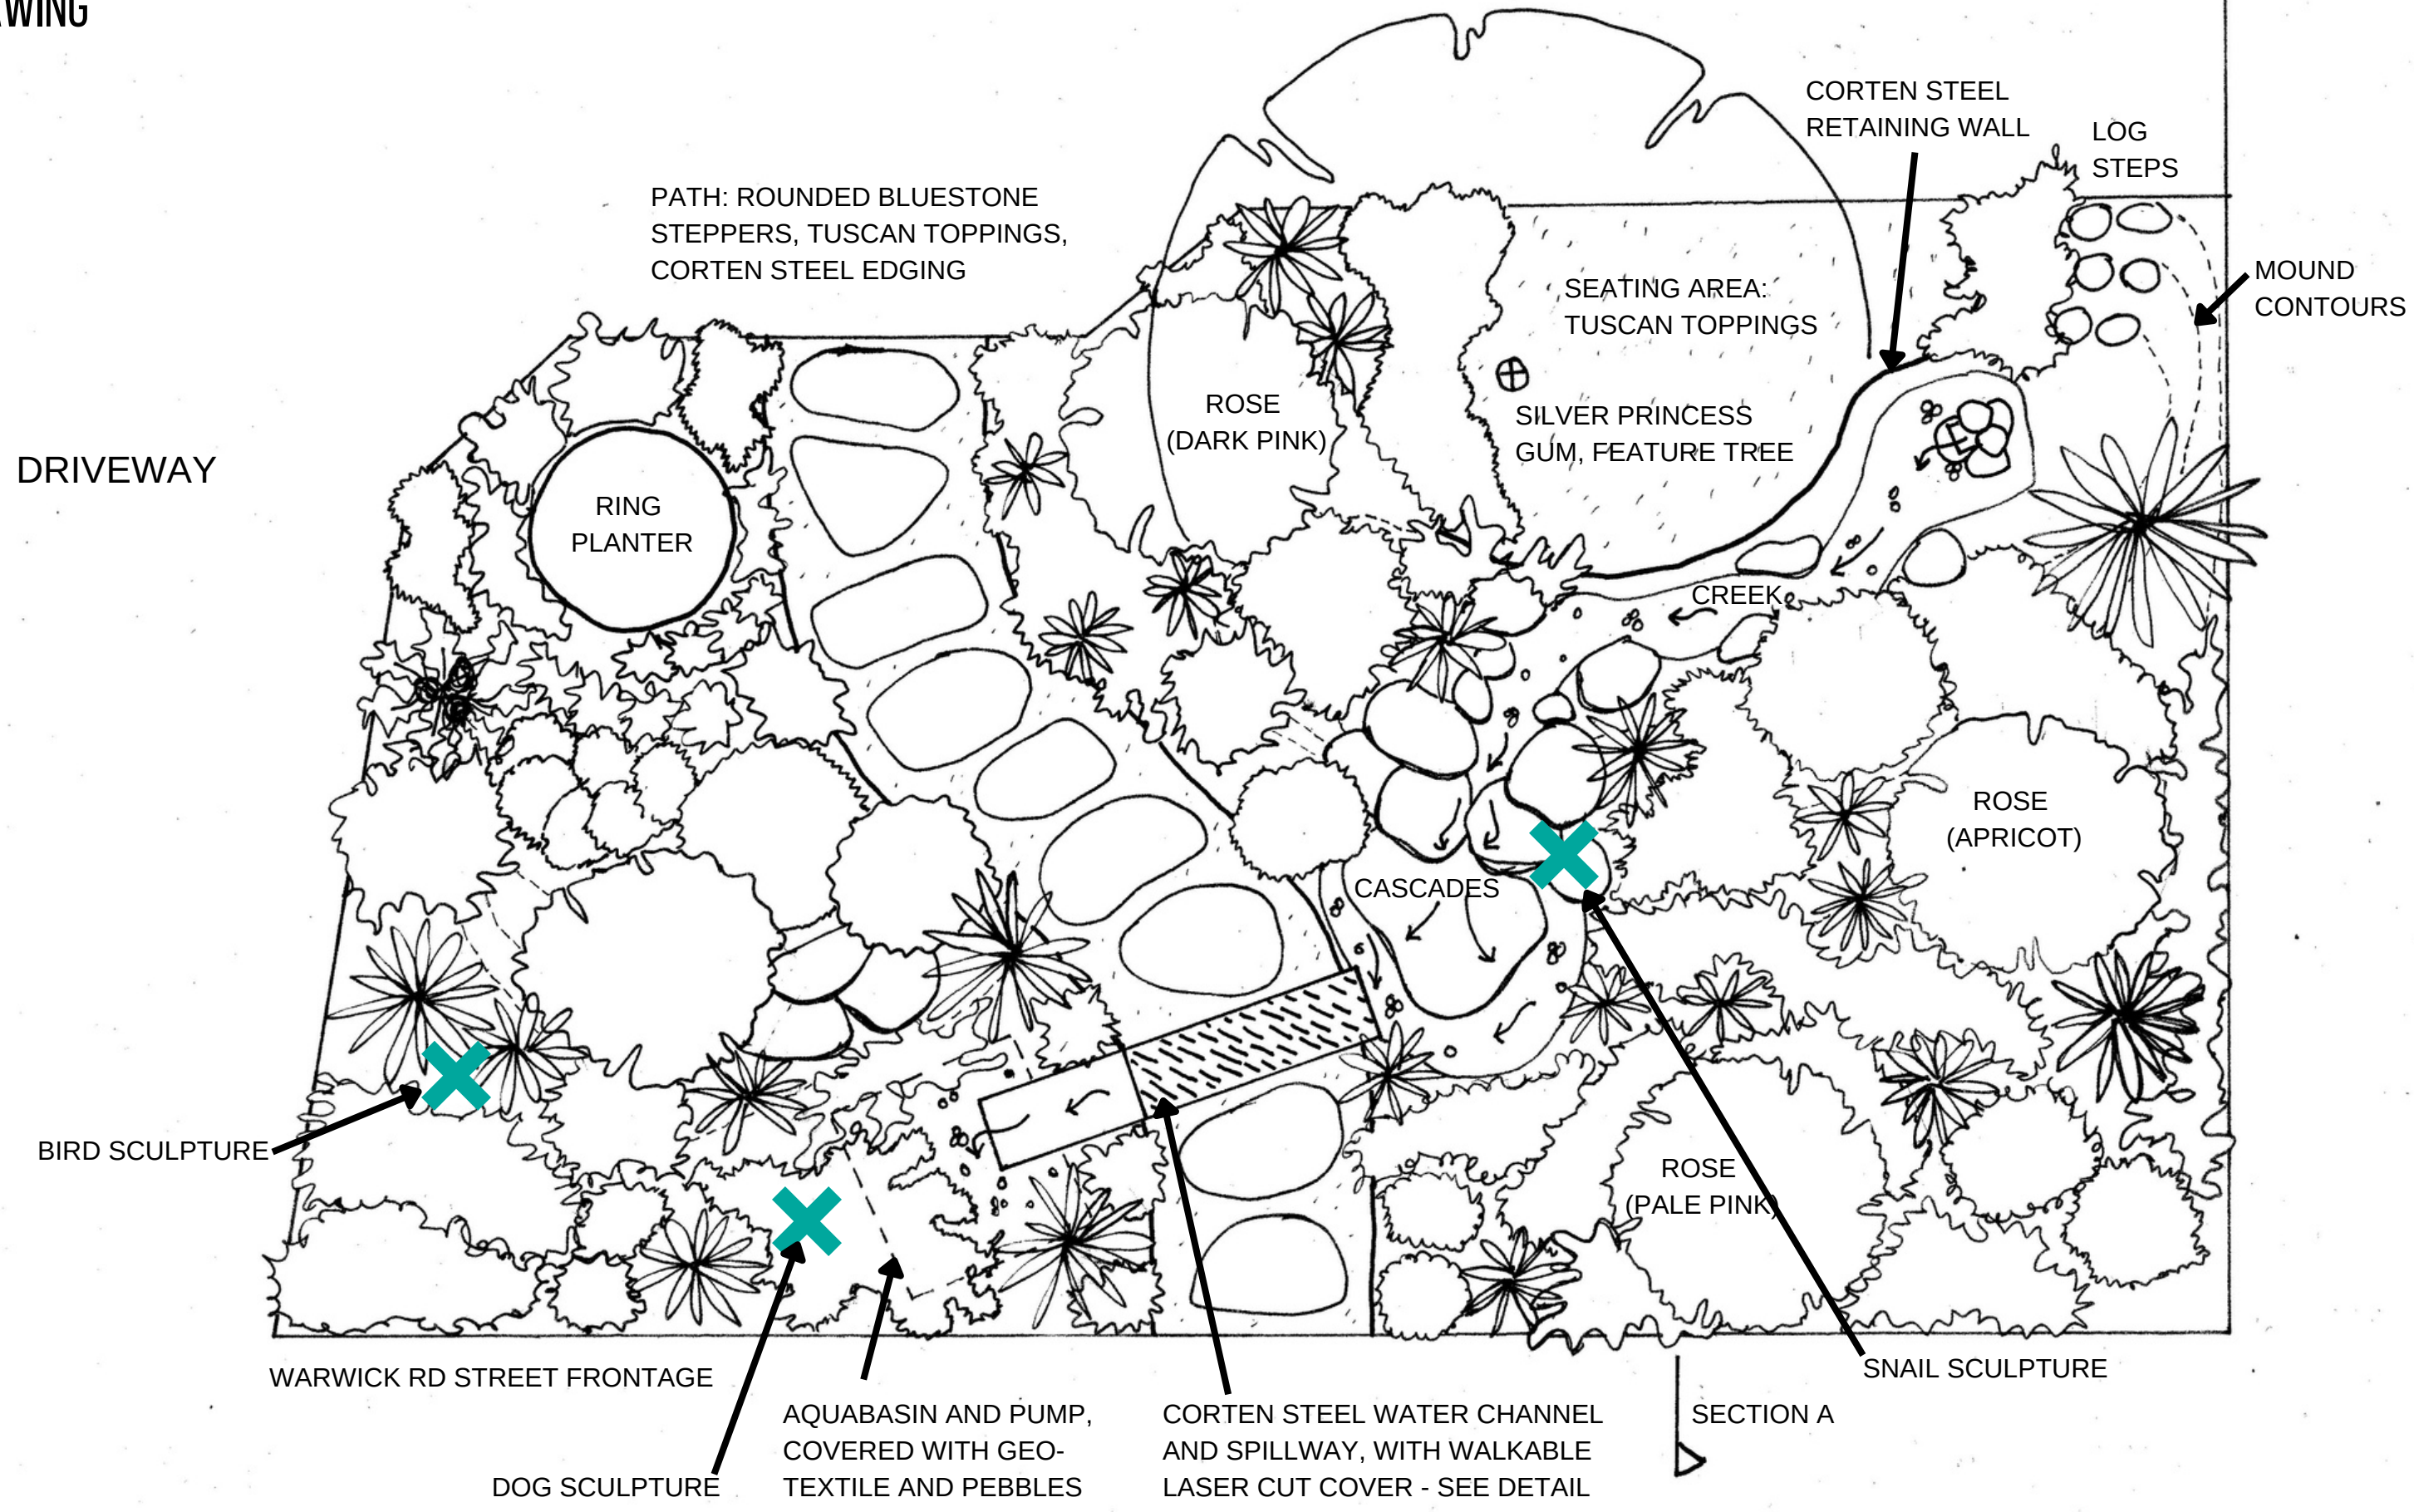 CORTEN STEEL
RETAINING WALL
LOG
STEPS
PATH: ROUNDED BLUESTONE
STEPPERS, TUSCAN TOPPINGS,
CORTEN STEEL EDGING
MOUND
CONTOURS
SEATING AREA:
TUSCAN TOPPINGS
ROSE
(DARK PINK)
SILVER PRINCESS
GUM, FEATURE TREE
DRIVEWAY
RING
PLANTER
CREEK
ROSE
(APRICOT)
CASCADES
BIRD SCULPTURE
ROSE
(PALE PINK)
WARWICK RD STREET FRONTAGE
SNAIL SCULPTURE
AQUABASIN AND PUMP,
COVERED WITH GEO-
TEXTILE AND PEBBLES
CORTEN STEEL WATER CHANNEL
AND SPILLWAY, WITH WALKABLE
LASER CUT COVER - SEE DETAIL
SECTION A
DOG SCULPTURE